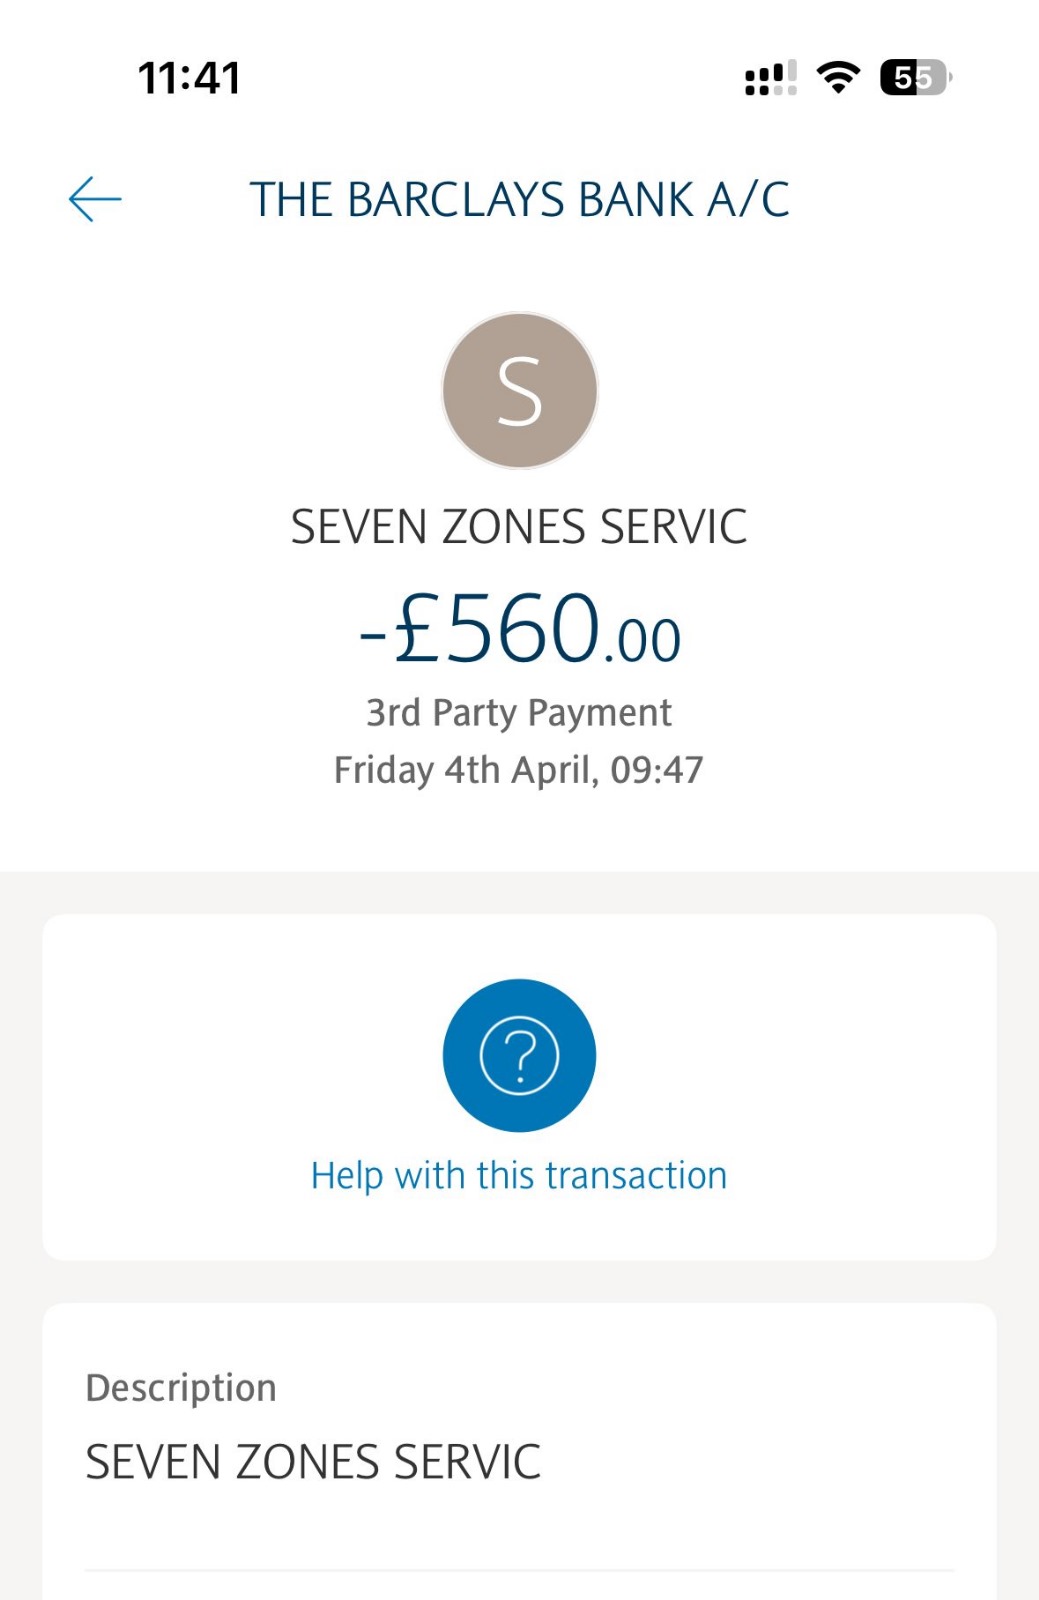 11:41
55
THE BARCLAYS BANK A/C
S
SEVEN ZONES SERVIC
-£560.00
3rd Party Payment
Friday 4th April, 09:47
?
Help with this transaction
Description
SEVEN ZONES SERVIC